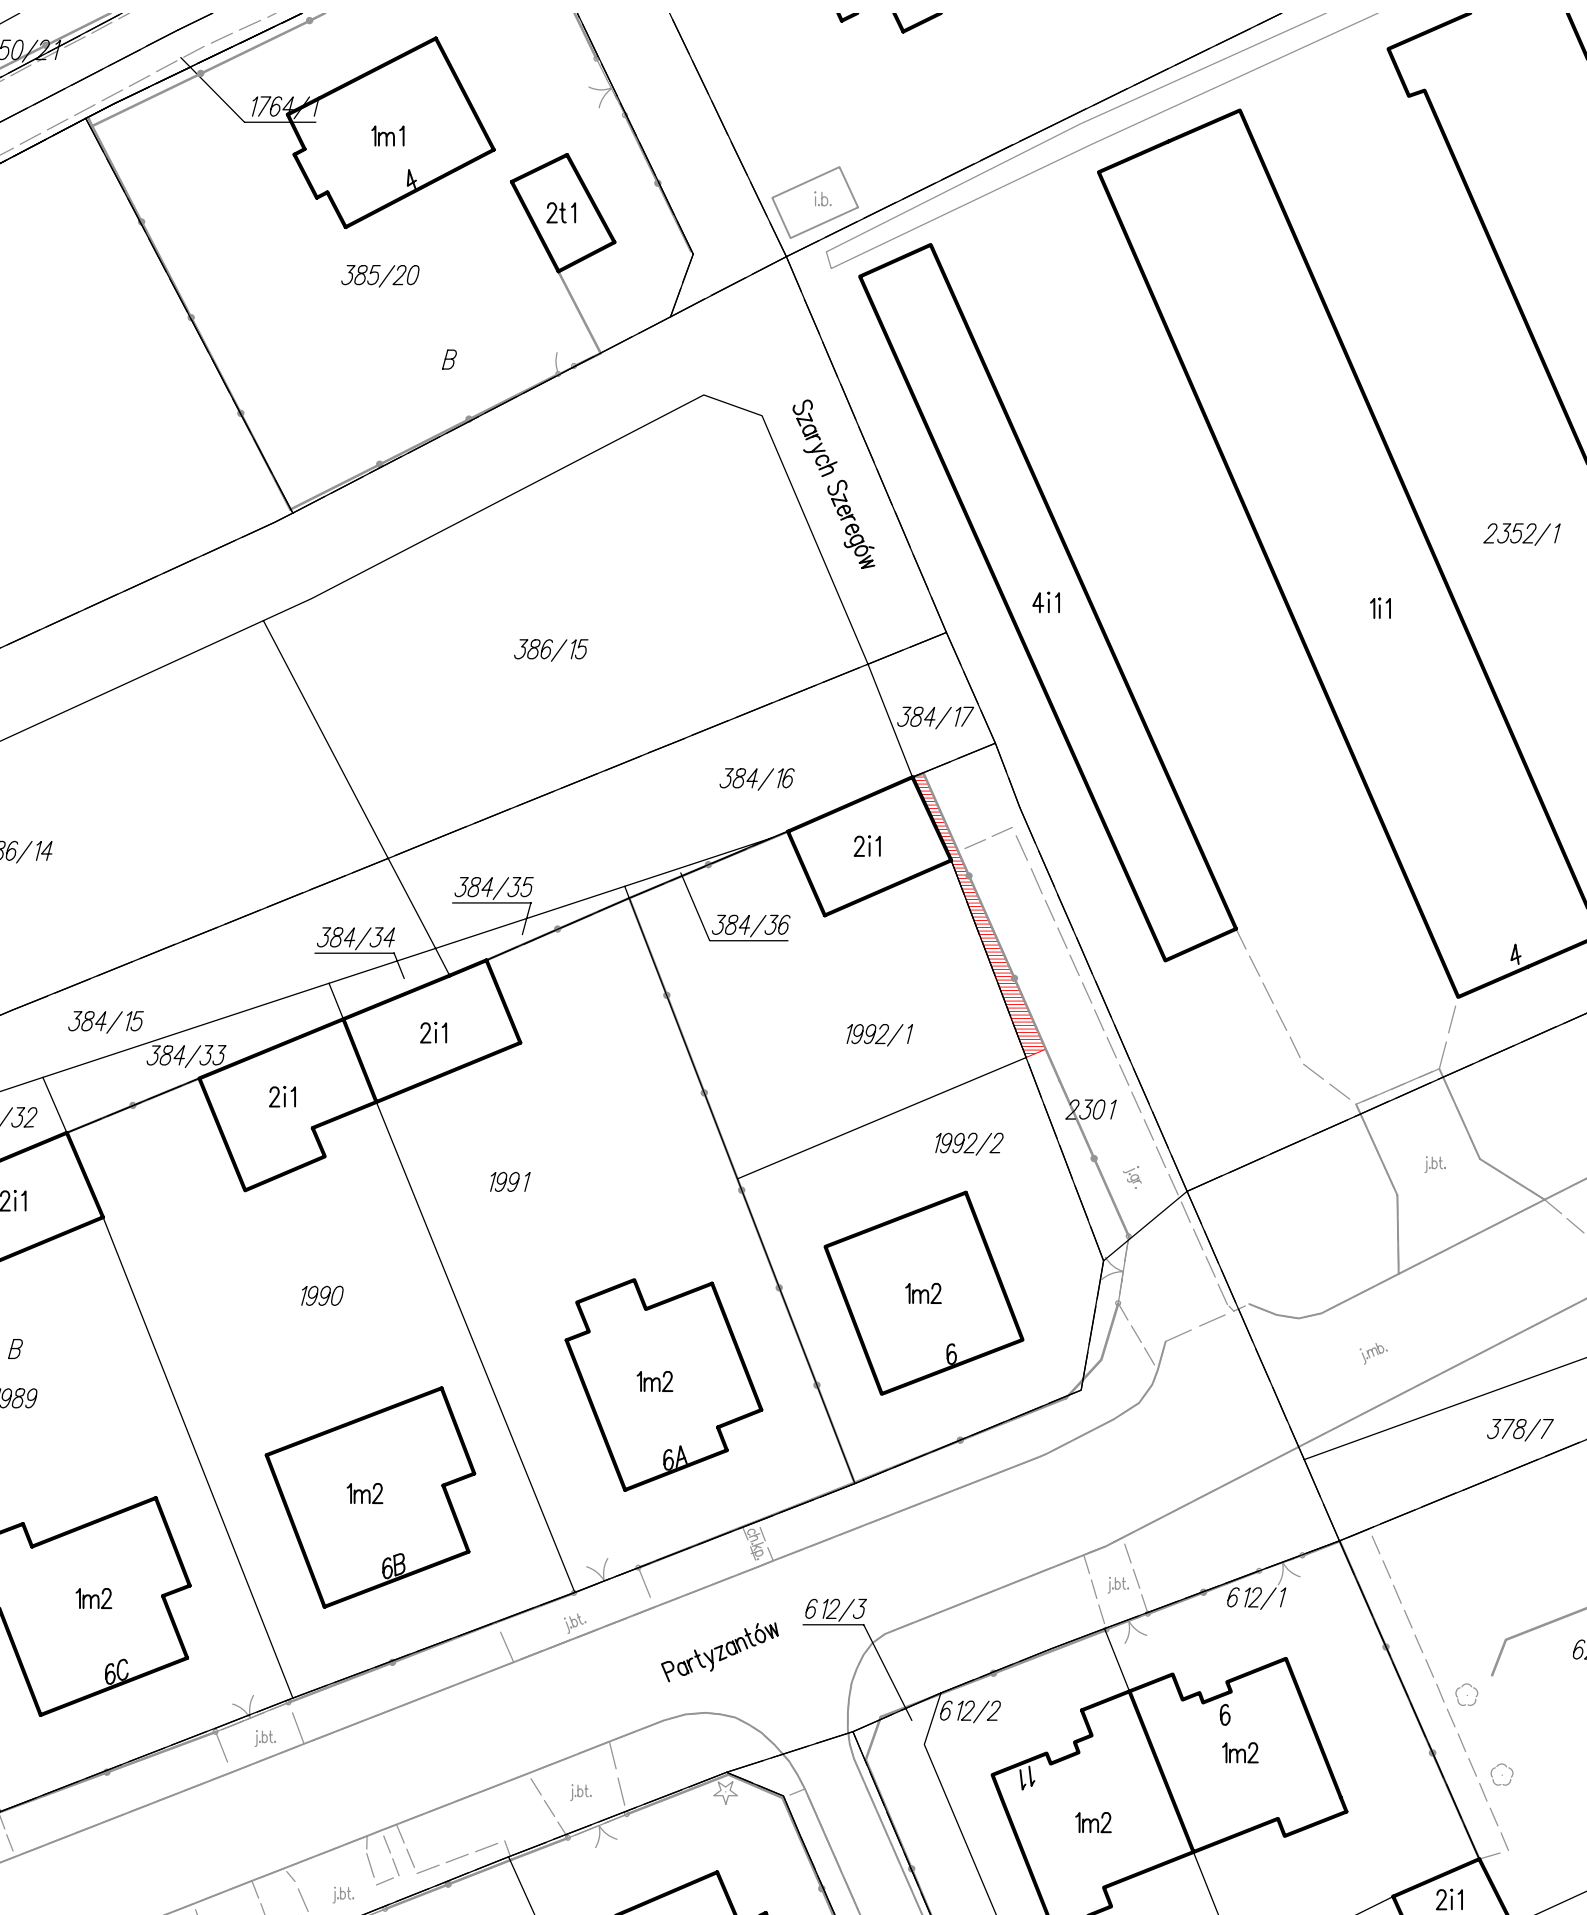 50/21
1764/1
1m1
4
2t1
i.b.
385/20
B
Szarych Szeregów
2352/1
4i1
1i1
386/15
384/17
384/16
2i1
86/14
384/35
384/36
384/34
4
384/15
2i1
1992/1
384/33
2i1
/32
2301
1992/2
j.gr.
j.bt.
1991
2i1
1990
1m2
B
6
j.mb.
1m2
989
378/7
6A
1m2
6B
ch.kp.
1m2
j.bt.
612/1
612/3
j.bt.
Partyzantów
6C
612/2
6
j.bt.
1m2
11
j.bt.
1m2
j.bt.
2i1